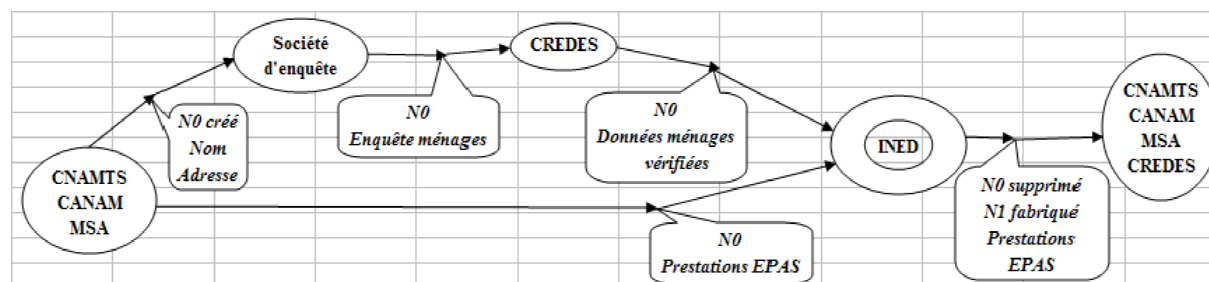 Société
d'enquête
CREDES
CNAMTS
CANAM
MSA
CREDES
N0 créé
Nom
Adresse
N0
Enquête ménages
N0
Données ménages
vérifiées
INED
CNAMTS
CANAM
MSA
N0 supprimé
N1 fabriqué
Prestations
EPAS
N0
Prestations EPAS